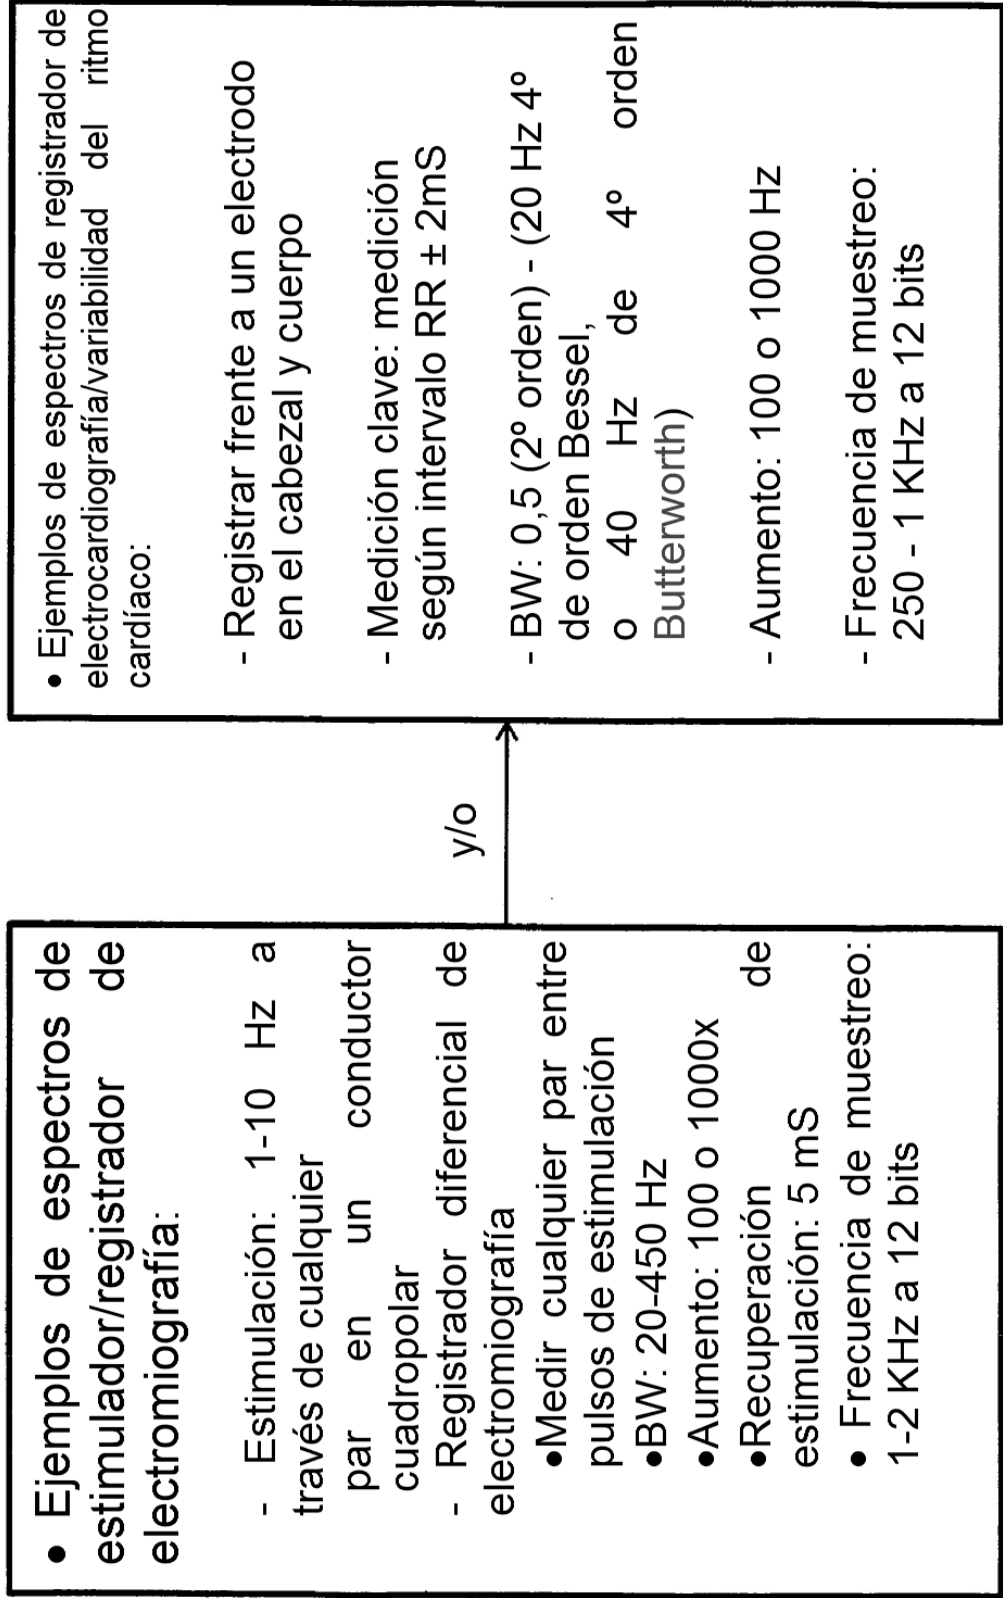 • Ejemplos de espectros de
estimulador/registrador de
electromiografía:
- Estimulación: 1-10 Hz a
través de cualquier
par en un conductor
cuadropolar
- Registrador diferencial de
electromiografía
•Medir cualquier par entre
pulsos de estimulación
•BW: 20-450 Hz
•Aumento: 100 o 1000x
•Recuperación de
estimulación: 5 mS
• Frecuencia de muestreo:
1-2 KHz a 12 bits
y/o
• Ejemplos de espectros de registrador de
electrocardiografía/variabilidad del ritmo
cardíaco:
- Registrar frente a un electrodo
en el cabezal y cuerpo
- Medición clave: medición
según intervalo RR ± 2mS
- BW: 0,5 (2º orden) - (20 Hz 4º
de orden Bessel,
o 40 Hz de 4º orden
Butterworth)
- Aumento: 100 o 1000 Hz
- Frecuencia de muestreo:
250 - 1 KHz a 12 bits